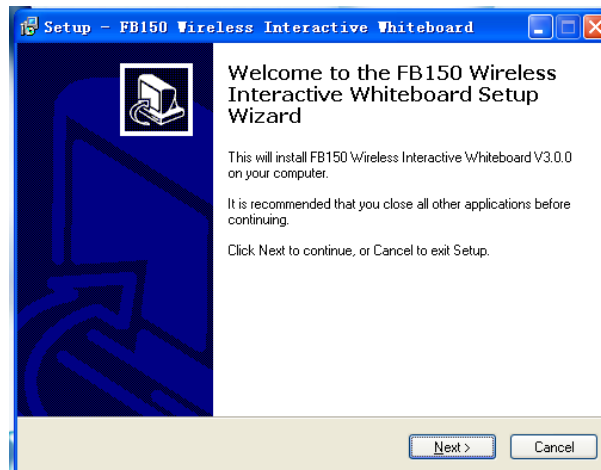 Setup - FB150 Wireless Interactive Whiteboard
Welcome to the FB150 Wireless
Interactive Whiteboard Setup
Wizard
This will install FB150 Wireless Interactive Whiteboard V3.0.0
on your computer.
It is recommended that you close all other applications before
continuing.
Click Next to continue, or Cancel to exit Setup.
Next >
Cancel